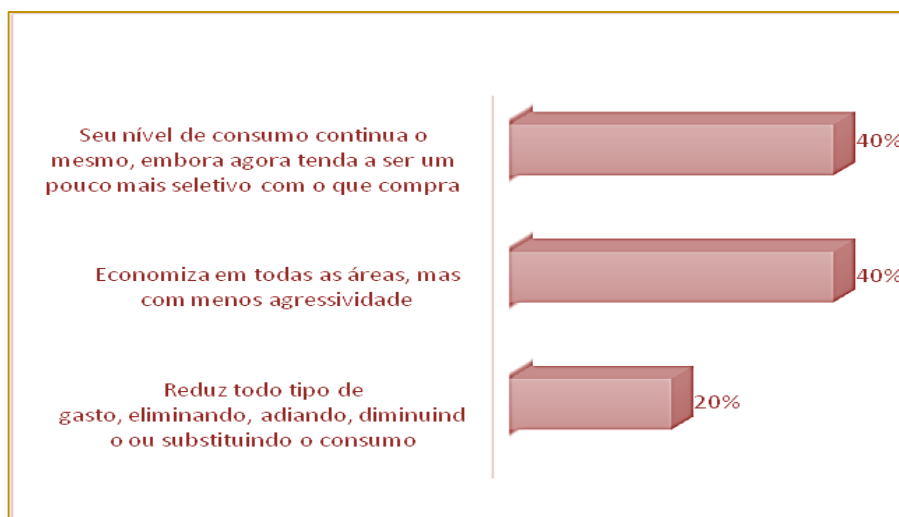 Seu nível de consumo continua o
mesmo, embora agora tenda a ser um
pouco mais seletivo com o que compra
40%
Economiza em todas as áreas, mas
com menos agressividade
40%
Reduz todo tipo de
gasto, eliminando, adiando, diminuind
o ou substituindo o consumo
20%